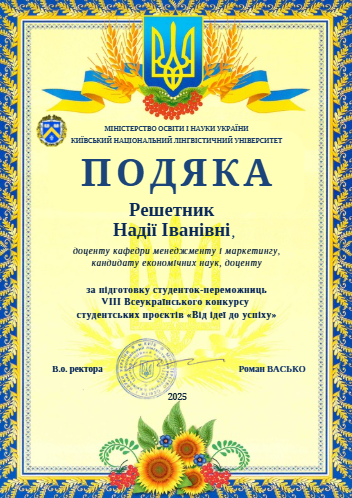 МІНІСТЕРСТВО ОСВІТИ І НАУКИ УКРАЇНИ
КИЇВСЬКИЙ НАЦІОНАЛЬНИЙ ЛІНГВІСТИЧНИЙ УНІВЕРСИТЕТ
ПОДЯКА
Решетник
Надії Іванівні,
доценту кафедри менеджменту і маркетингу,
кандидату економічних наук, доценту
за підготовку студенток-переможниць
VIII Всеукраїнського конкурсу
студентських проєктів «Від ідеї до успіху»
В.о. ректора
Роман ВАСЬКО
2025